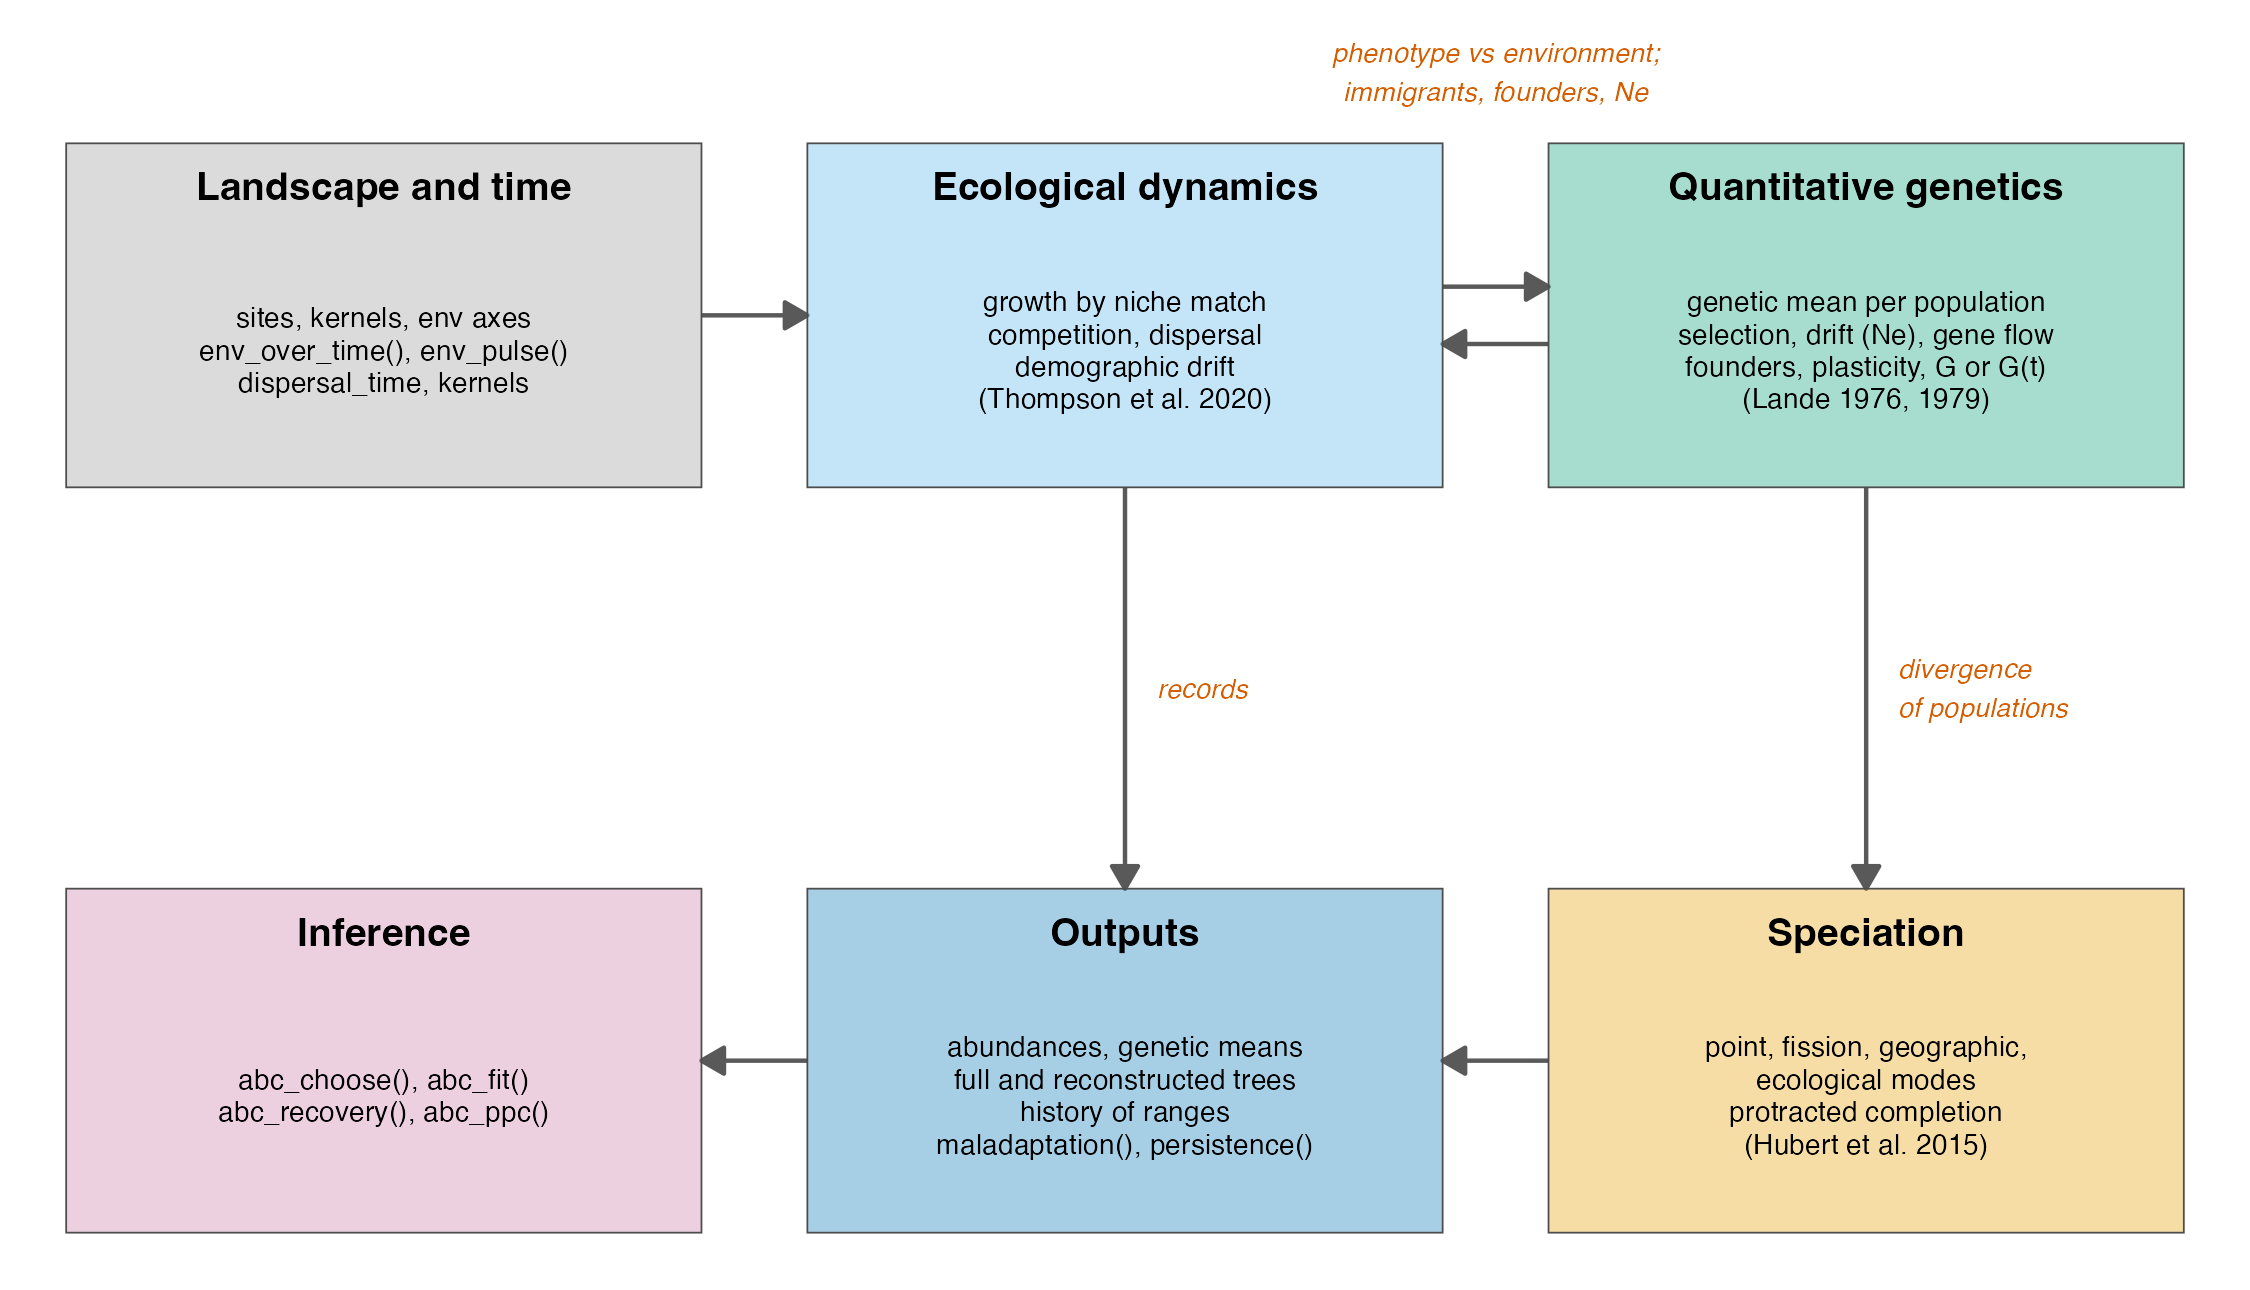 phenotype vs environment;
immigrants, founders, Ne
Landscape and time
sites, kernels, env axes
env_over_time(), env_pulse()
dispersal_time, kernels
Ecological dynamics
growth by niche match
competition, dispersal
demographic drift
(Thompson et al. 2020)
Quantitative genetics
genetic mean per population
selection, drift (Ne), gene flow
founders, plasticity, G or G(t)
(Lande 1976, 1979)
records
divergence
of populations
Inference
abc_choose(), abc_fit()
abc_recovery(), abc_ppc()
Outputs
abundances, genetic means
full and reconstructed trees
history of ranges
maladaptation(), persistence()
Speciation
point, fission, geographic,
ecological modes
protracted completion
(Hubert et al. 2015)